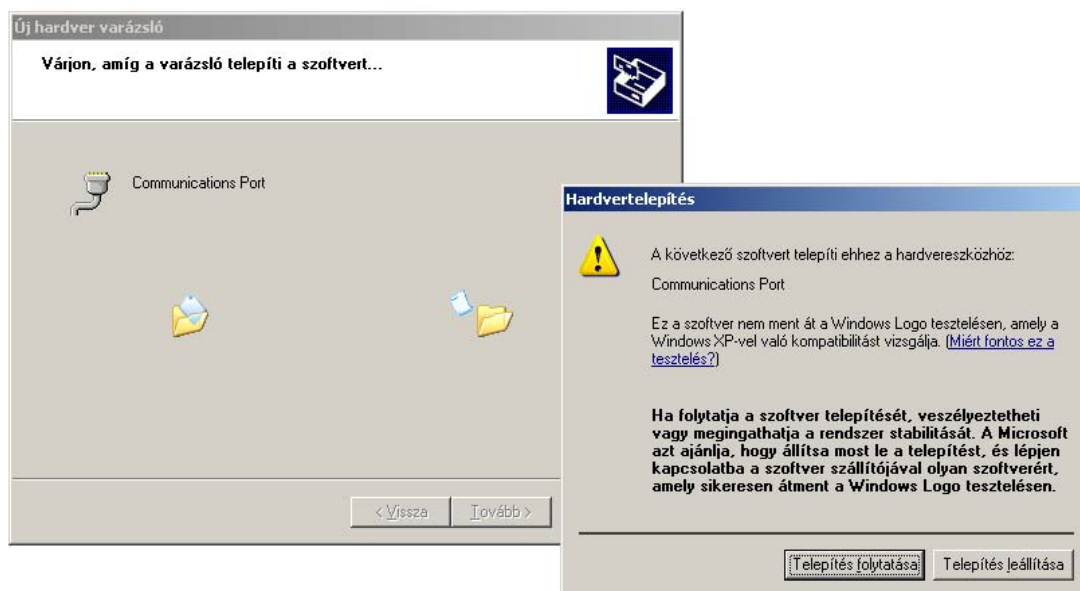 Új hardver varázsló
Várjon, amíg a varázsló telepíti a szoftvert...
Communications Port
< Vissza
Tovább >
Hardvertelepítés
A következő szoftvert telepíti ehhez a hardvereszközhöz:
Communications Port
Ez a szoftver nem ment át a Windows Logo tesztelésen, amely a
Windows XP-vel való kompatibilitást vizsgálja. (Miért fontos ez a
tesztelés?)
Ha folytatja a szoftver telepítését, veszélyeztetheti
vagy megingathatja a rendszer stabilitását. A Microsoft
azt ajánlja, hogy állítsa most le a telepítést, és lépjen
kapcsolatba a szoftver szállítójával olyan szoftverért,
amely sikeresen átment a Windows Logo tesztelésen.
Telepítés folytatása
Telepítés leállítása